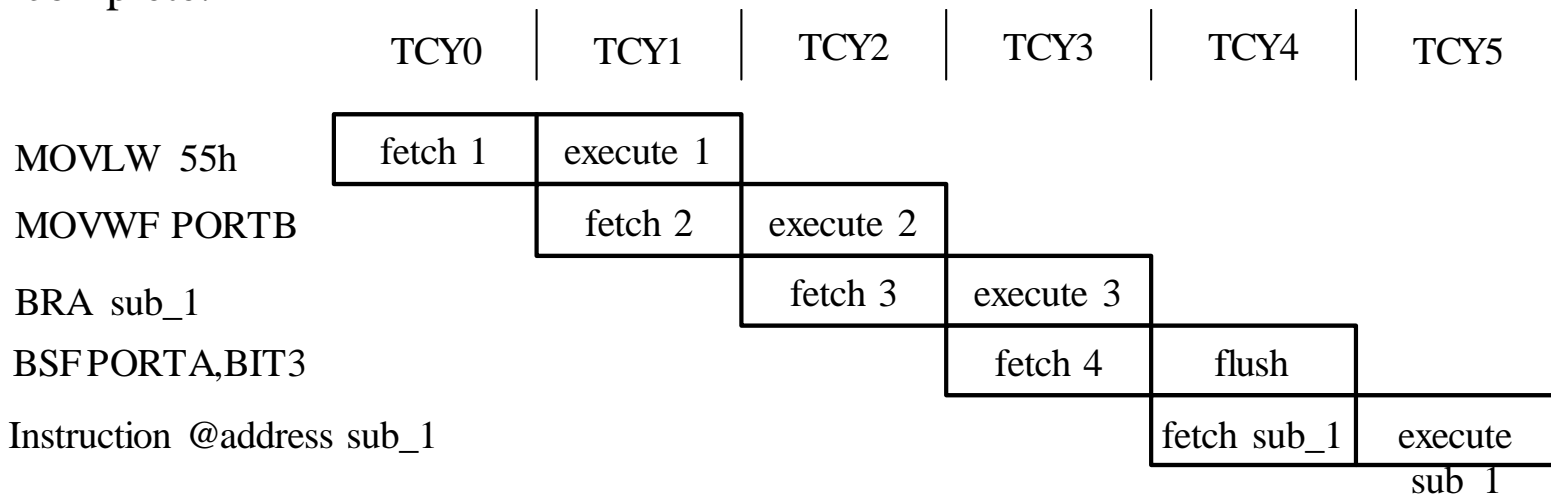 TCY0 TCY1 TCY2 TCY3 TCY4 TCY5
MOVLW 55h fetch 1 execute 1
MOVWF PORTB fetch 2 execute 2
BRA sub_1 fetch 3 execute 3
BSF PORTA,BIT3 fetch 4 flush
Instruction @address sub_1 fetch sub_1 execute
sub 1